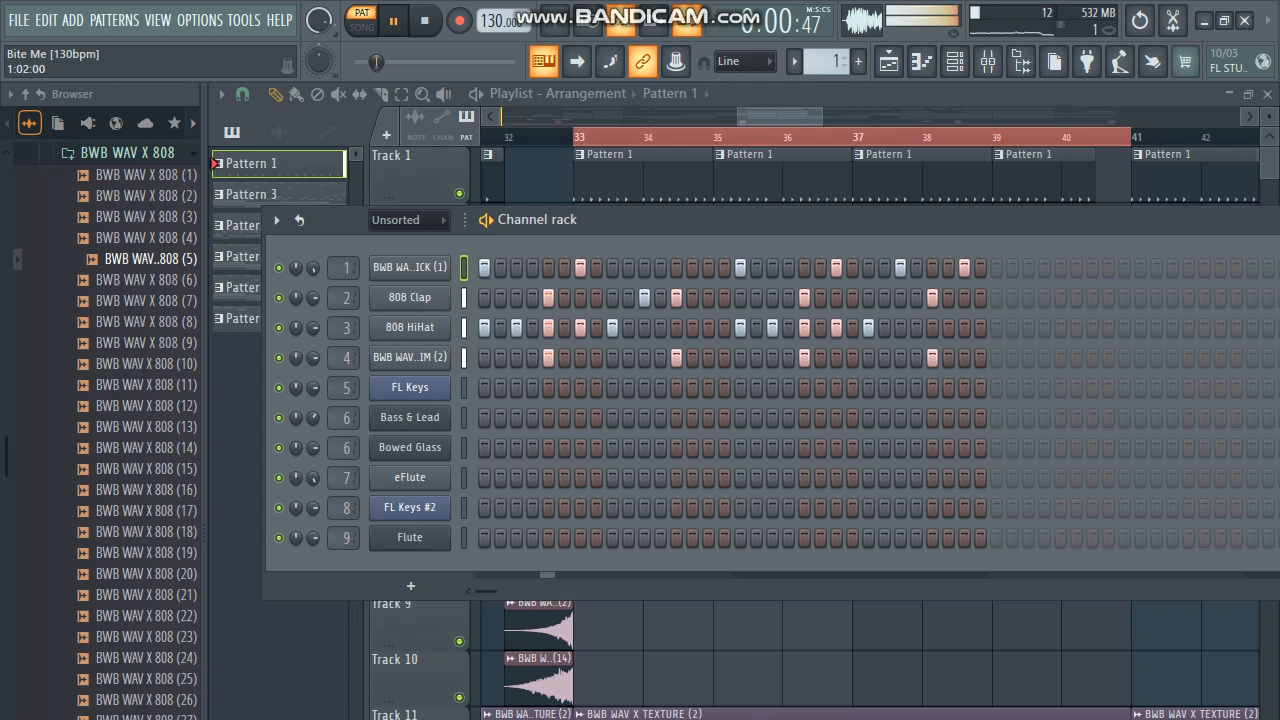 FILE EDIT ADD PATTERNS VIEW OPTIONS TOOLS HELP
PAT
SONG
130.00
www.BANDICAM.com
0:00:47
M:S:CS
12
532 MB
1
Bite Me [130bpm]
1:02:00
Line
1
10/03
FL STU..
Browser
Playlist - Arrangement
Pattern 1
NOTE
CHAN
PAT
32
33
34
35
36
37
38
39
40
41
42
BWB WAV X 808
BWB WAV X 808 (1)
BWB WAV X 808 (2)
BWB WAV X 808 (3)
BWB WAV X 808 (4)
BWB WAV..808 (5)
BWB WAV X 808 (6)
BWB WAV X 808 (7)
BWB WAV X 808 (8)
BWB WAV X 808 (9)
BWB WAV X 808 (10)
BWB WAV X 808 (11)
BWB WAV X 808 (12)
BWB WAV X 808 (13)
BWB WAV X 808 (14)
BWB WAV X 808 (15)
BWB WAV X 808 (16)
BWB WAV X 808 (17)
BWB WAV X 808 (18)
BWB WAV X 808 (19)
BWB WAV X 808 (20)
BWB WAV X 808 (21)
BWB WAV X 808 (22)
BWB WAV X 808 (23)
BWB WAV X 808 (24)
BWB WAV X 808 (25)
BWB WAV X 808 (26)
Pattern 1
Pattern 3
Patter
Patter
Patter
Patter
Track 1
Pattern 1
Pattern 1
Pattern 1
Pattern 1
Pattern 1
Unsorted
Channel rack
1 BWB WA..ICK (1)
2 808 Clap
3 808 HiHat
4 BWB WAV..IM (2)
5 FL Keys
6 Bass & Lead
6 Bowed Glass
7 eFlute
8 FL Keys #2
9 Flute
+
Track 9
BWB WA..(2)
Track 10
BWB W..(14)
Track 11
BWB WA..TURE (2)
BWB WAV X TEXTURE (2)
BWB WAV X TEXTURE (2)